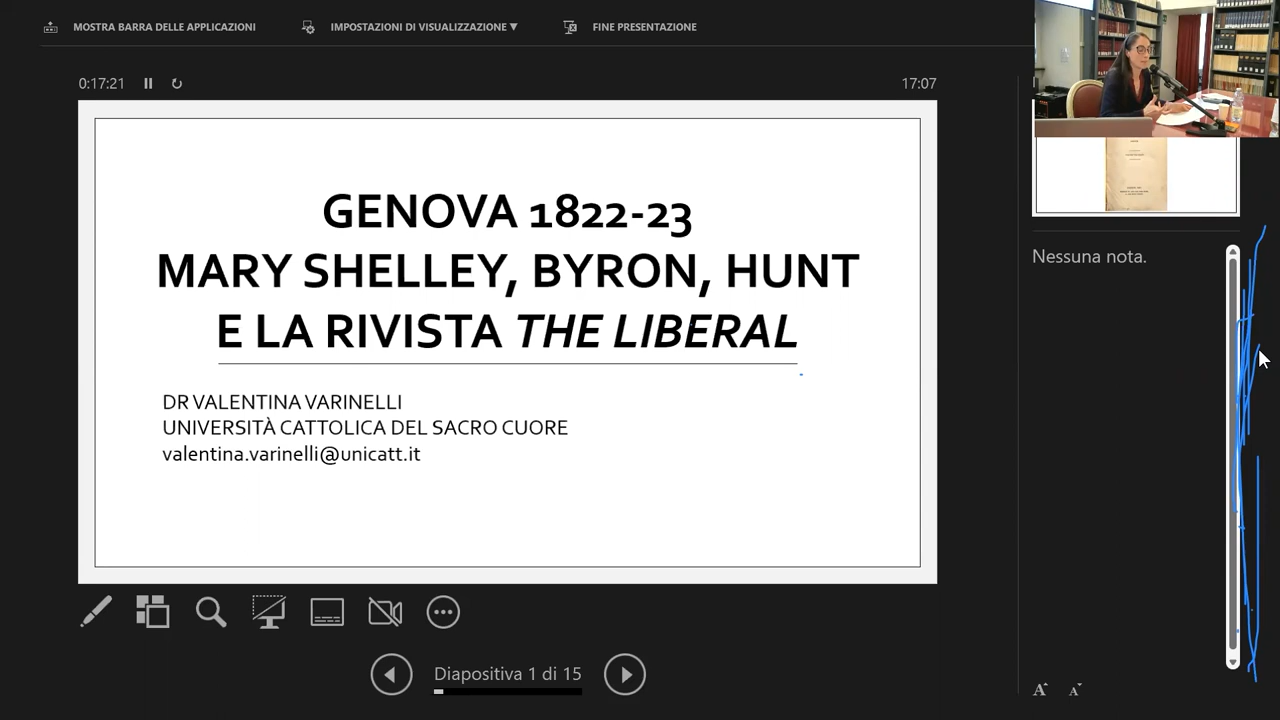 MOSTRA BARRA DELLE APPLICAZIONI
IMPOSTAZIONI DI VISUALIZZAZIONE ▼
FINE PRESENTAZIONE
0:17:21
17:07
GENOVA 1822-23
MARY SHELLEY, BYRON, HUNT
E LA RIVISTA THE LIBERAL
DR VALENTINA VARINELLI
UNIVERSITÀ CATTOLICA DEL SACRO CUORE
valentina.varinelli@unicatt.it
Nessuna nota.
Diapositiva 1 di 15
A A